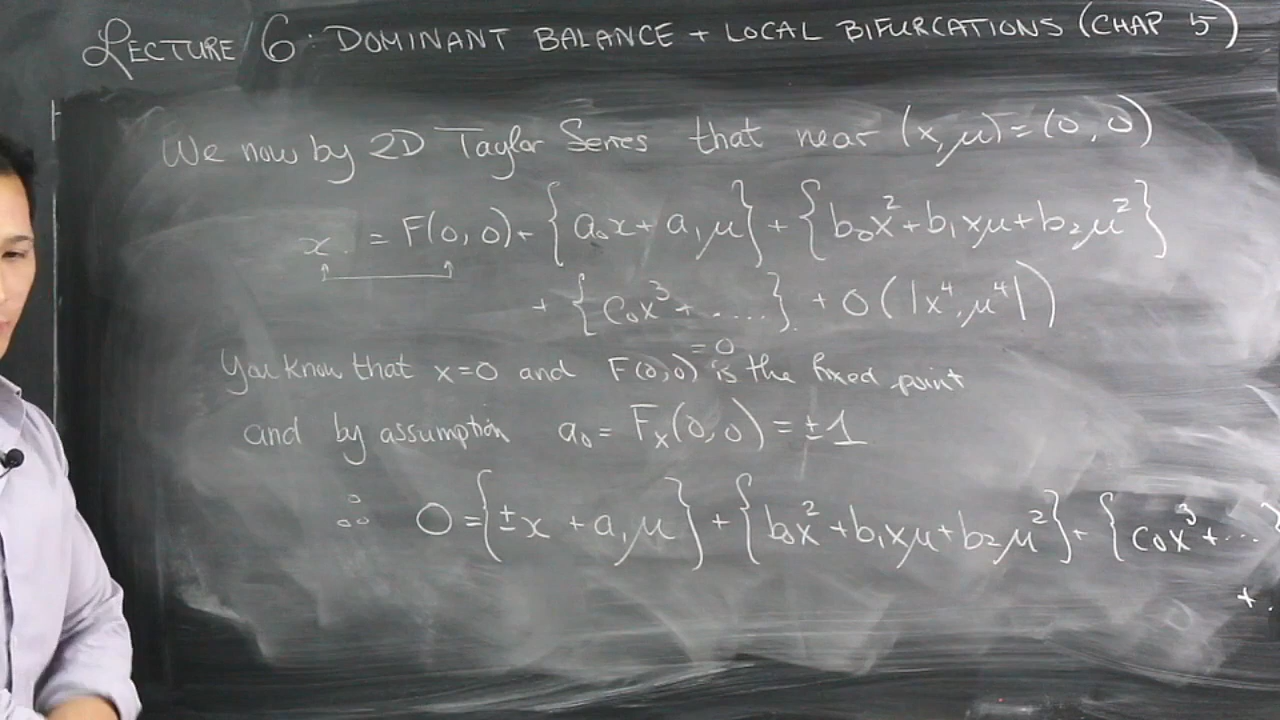 LECTURE 6: DOMINANT BALANCE + LOCAL BIFURCATIONS (CHAP 5)
We now by 2D Taylor Series that near (x, μ) = (0, 0)
x = F(0, 0) + {a₀x + a₁μ} + {b₀x² + b₁xμ + b₂μ²}
+ {c₀x³ + .....} + O(|x⁴, μ⁴|)
You know that x=0 and F(0,0) = 0 is the fixed point
and by assumption a₀ = Fₓ(0, 0) = ±1
∴ 0 = {±x + a₁μ} + {b₀x² + b₁xμ + b₂μ²} + {c₀x³ + ...}
+ .